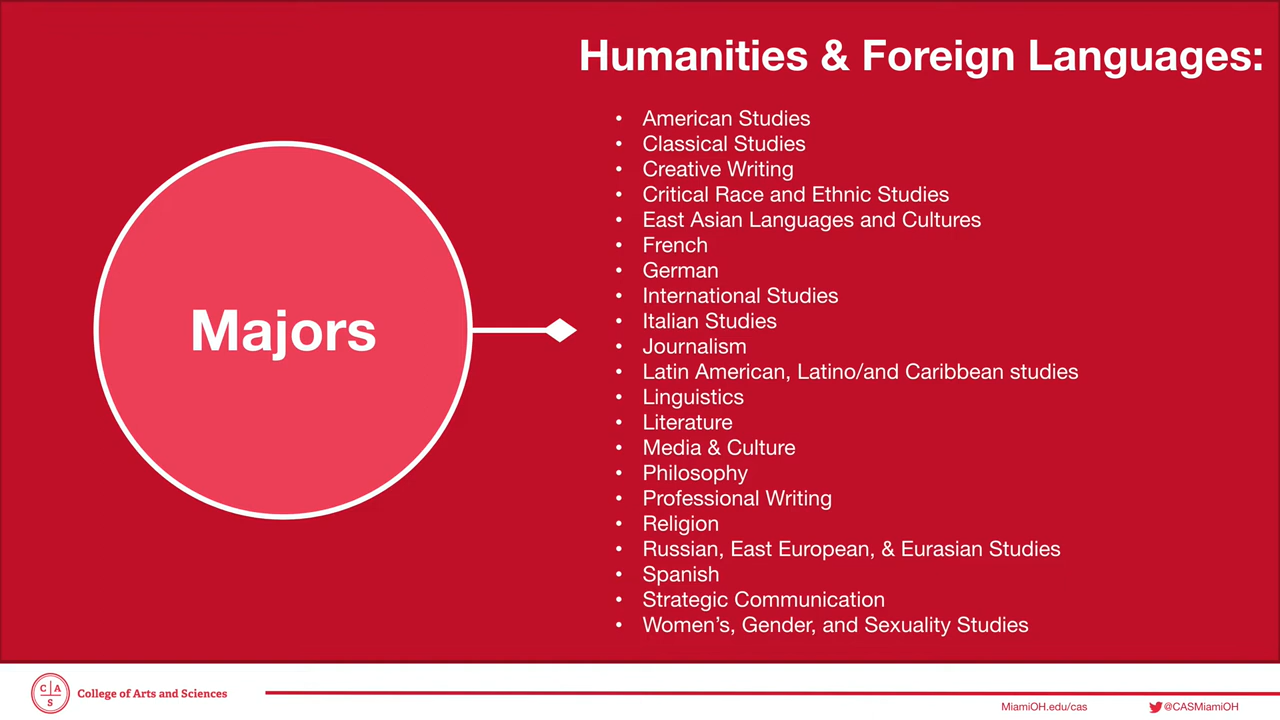 Humanities & Foreign Languages:
Majors
• American Studies
• Classical Studies
• Creative Writing
• Critical Race and Ethnic Studies
• East Asian Languages and Cultures
• French
• German
• International Studies
• Italian Studies
• Journalism
• Latin American, Latino/and Caribbean studies
• Linguistics
• Literature
• Media & Culture
• Philosophy
• Professional Writing
• Religion
• Russian, East European, & Eurasian Studies
• Spanish
• Strategic Communication
• Women’s, Gender, and Sexuality Studies
C A
S
College of Arts and Sciences
MiamiOH.edu/cas
@CASMiamiOH